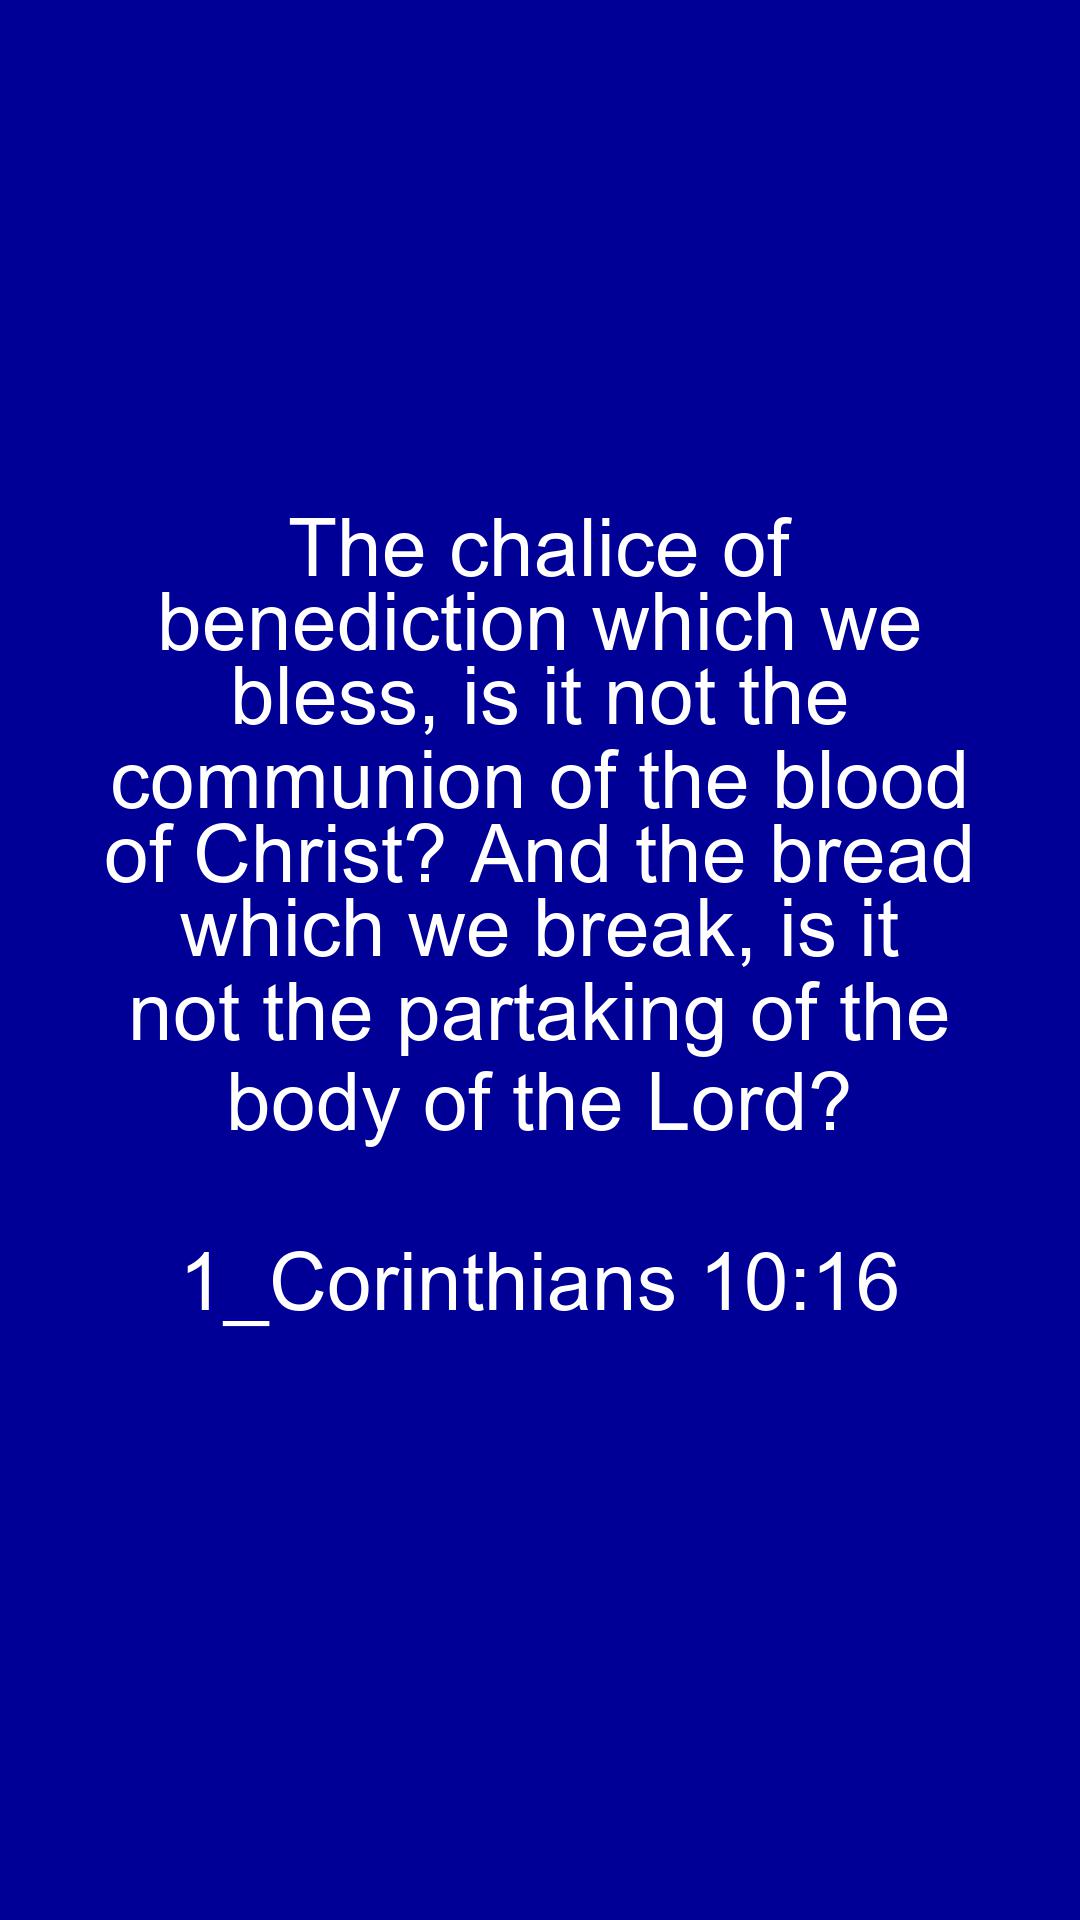 The chalice of
benediction which we
bless, is it not the
communion of the blood
of Christ? And the bread
which we break, is it
not the partaking of the
body of the Lord?
1_Corinthians 10:16